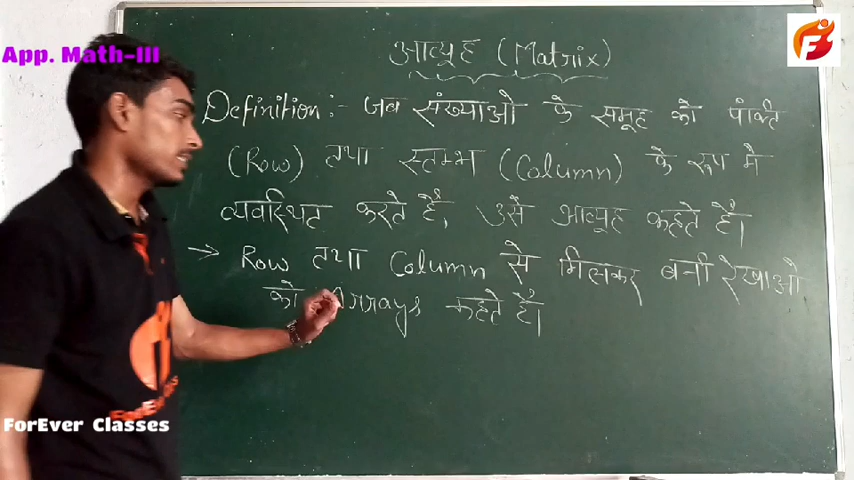 App. Math-III
आव्यूह (Matrix)
Definition:- जब संख्याओ के समूह को पंक्ति
(Row) तथा स्तम्भ (Column) के रूप मे
व्यवस्थित करते हैं, उसे आव्यूह कहते हैं।
→ Row तथा Column से मिलकर बनी रेखाओ
को Arrays कहते हैं।
ForEver Classes